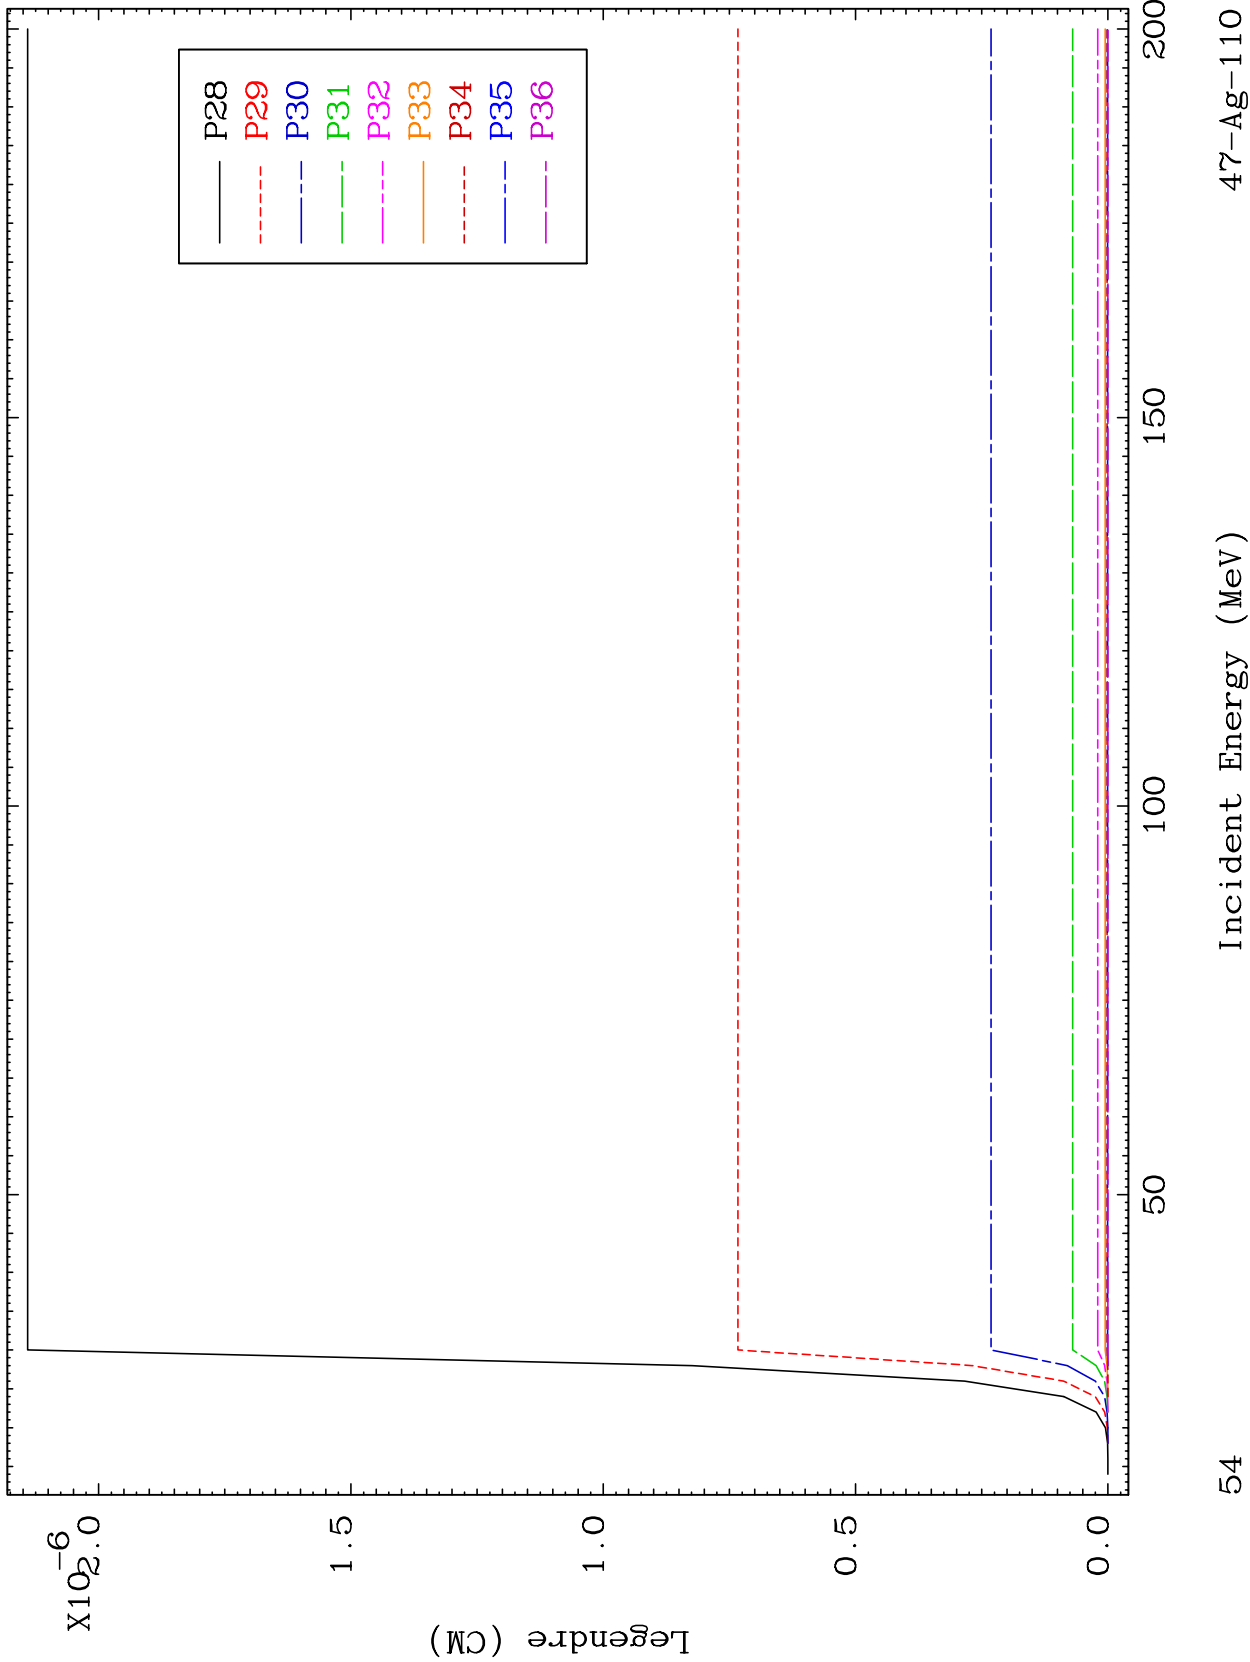 X10-6
2.0
1.5
1.0
0.5
0.0
Legendre (CM)
P28
P29
P30
P31
P32
P33
P34
P35
P36
50
100
150
200
54
Incident Energy (MeV)
47-Ag-110